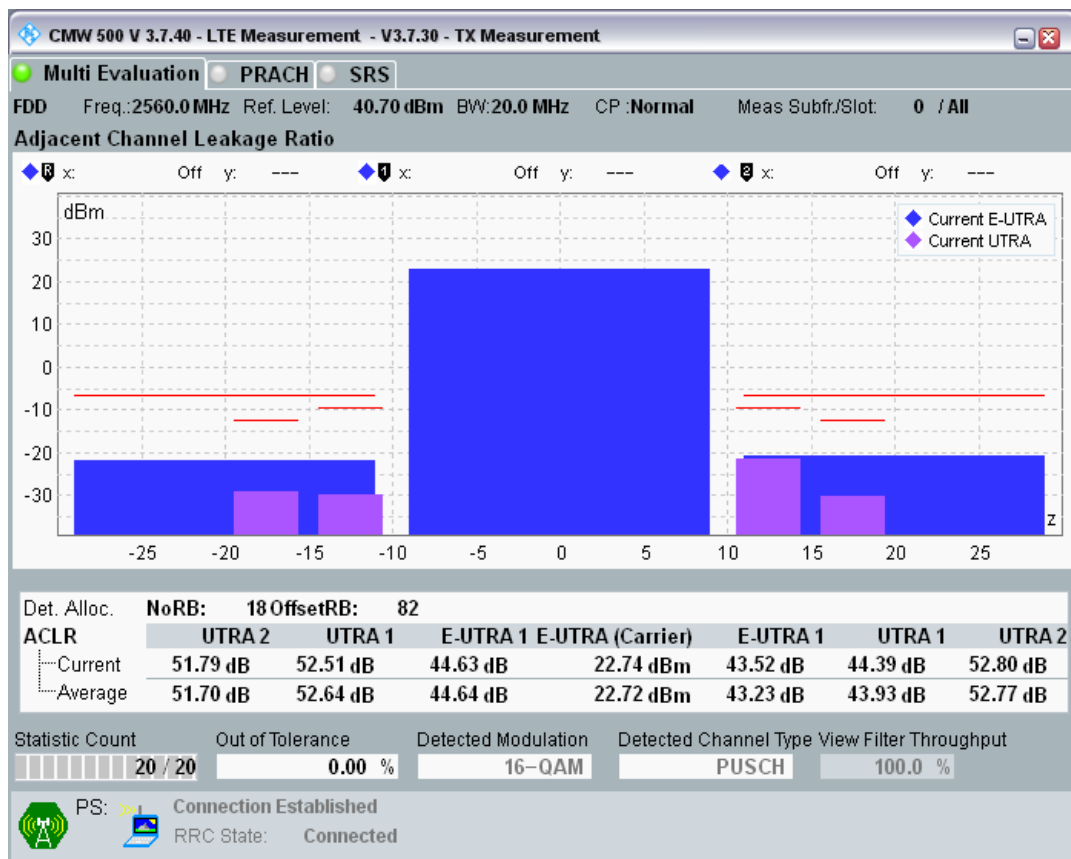 CMW 500 V 3.7.40 - LTE Measurement - V3.7.30 - TX Measurement
Multi Evaluation PRACH SRS
FDD Freq.:2560.0 MHz Ref. Level: 40.70 dBm BW:20.0 MHz CP :Normal Meas Subfr./Slot: 0 / All
Adjacent Channel Leakage Ratio
R x: Off y: --- 1 x: Off y: --- 2 x: Off y: ---
dBm
Current E-UTRA
Current UTRA
30
20
10
0
-10
-20
-30
z
-25 -20 -15 -10 -5 0 5 10 15 20 25
Det. Alloc. NoRB: 18 OffsetRB: 82
ACLR UTRA 2 UTRA 1 E-UTRA 1 E-UTRA (Carrier) E-UTRA 1 UTRA 1 UTRA 2
Current 51.79 dB 52.51 dB 44.63 dB 22.74 dBm 43.52 dB 44.39 dB 52.80 dB
Average 51.70 dB 52.64 dB 44.64 dB 22.72 dBm 43.23 dB 43.93 dB 52.77 dB
Statistic Count Out of Tolerance Detected Modulation Detected Channel Type View Filter Throughput
20 / 20 0.00 % 16-QAM PUSCH 100.0 %
PS: Connection Established
RRC State: Connected